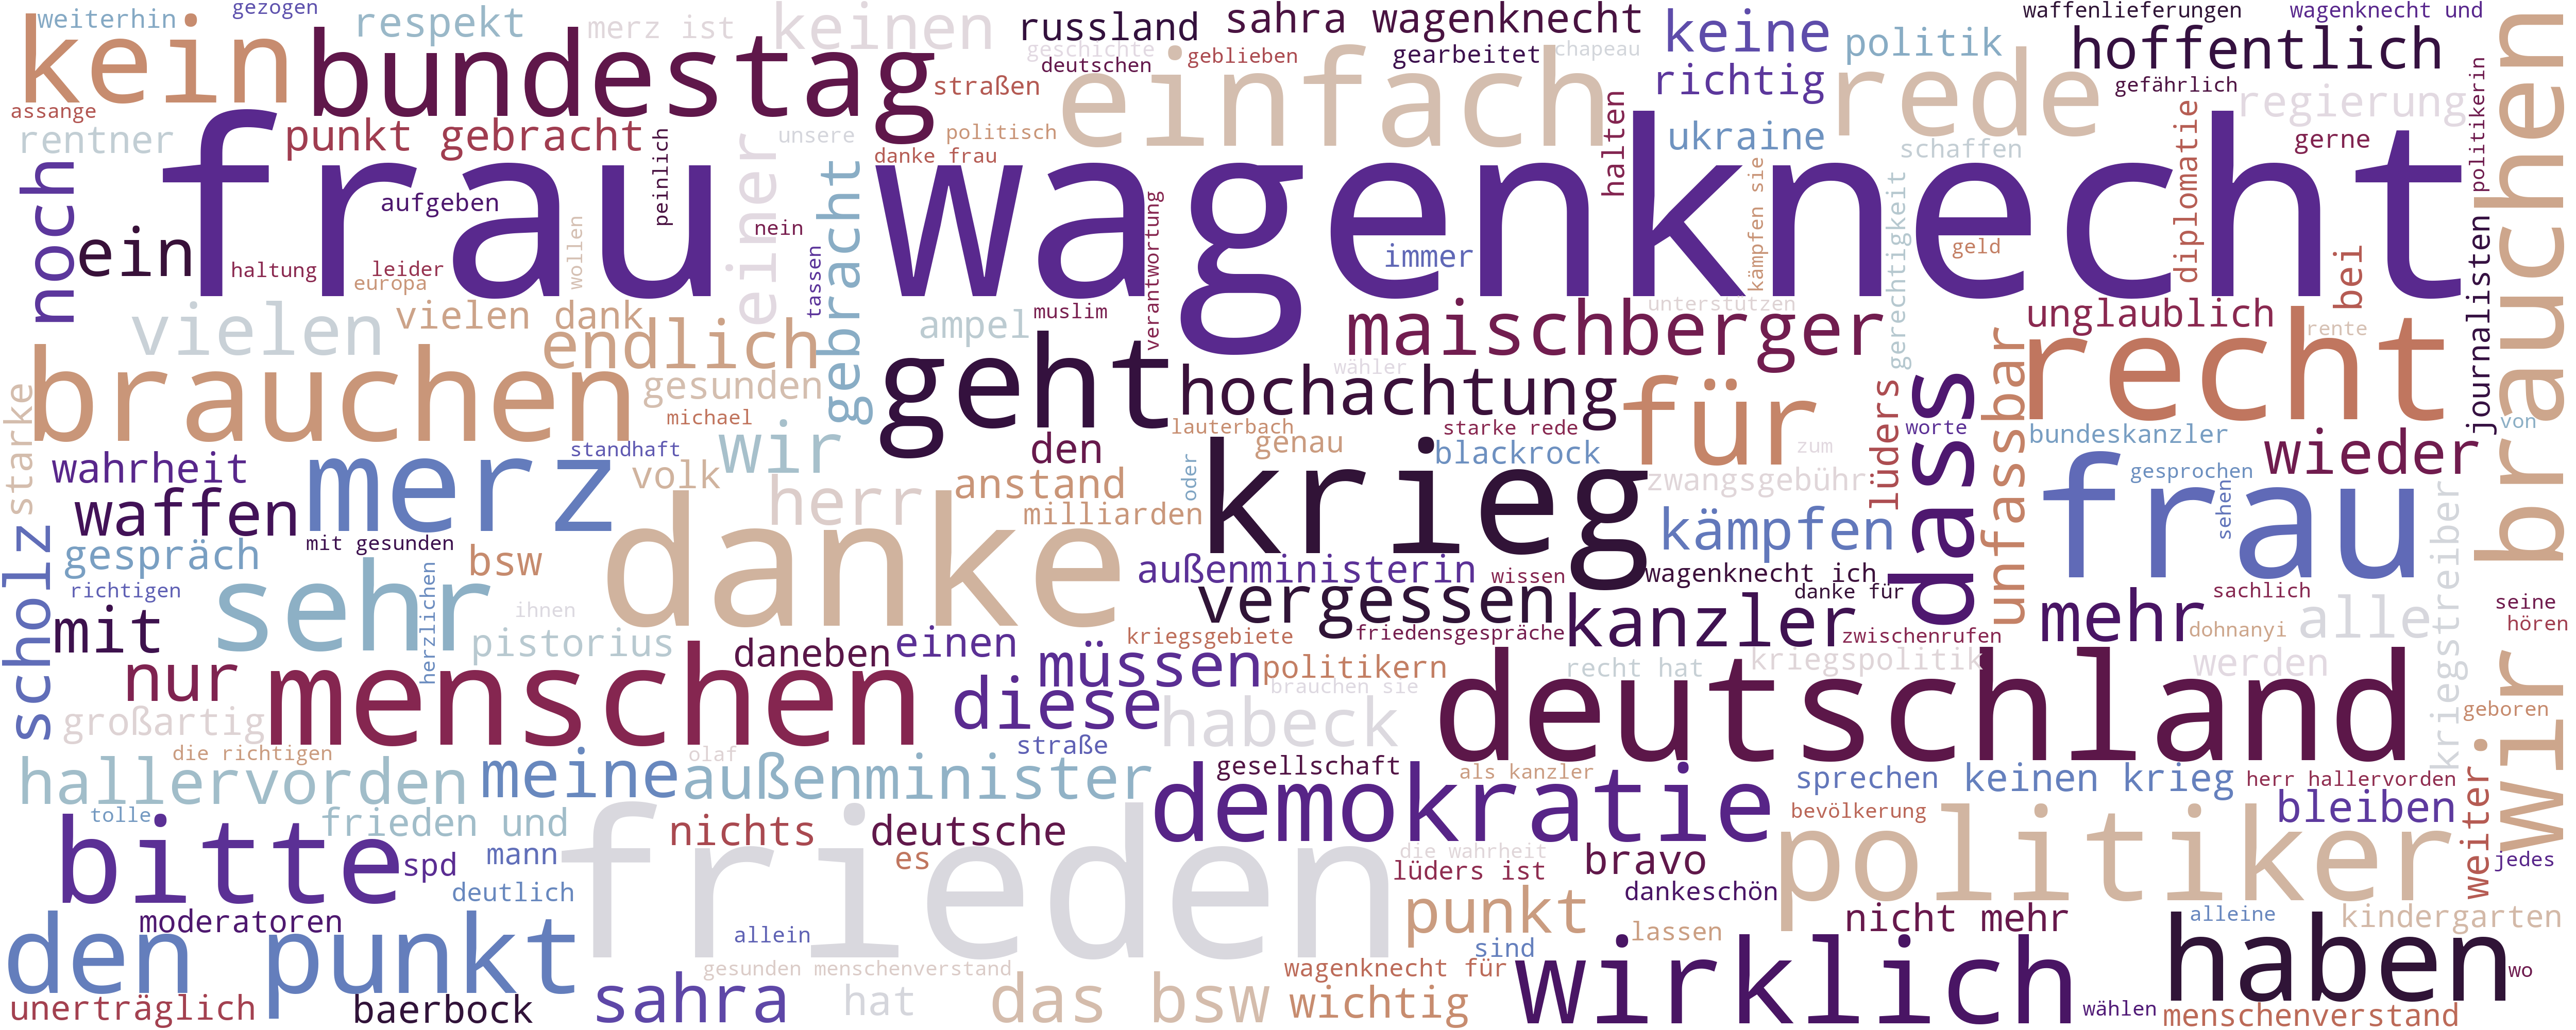 weiterhin
gezogen
respekt
merz ist
keinen
russland
sahra wagenknecht
keine
politik
waffenlieferungen
wagenknecht und
kein
bundestag
geschichte
deutschen
geblieben
gearbeitet
chapeau
einfach
richtig
rede
hoffentlich
gefährlich
regierung
politikerin
wir brauchen
assange
rentner
punkt gebracht
straßen
politisch
unsere
danke frau
halten
ukraine
schaffen
diplomatie
gerne
noch
ein
frau
aufgeben
peinlich
einer
nein
gebracht
wagenknecht
verantwortung
immer
kämpfen sie
gerechtigkeit
geld
bei
journalisten
haltung
leider
europa
wollen
tassen
vielen
vielen dank
endlich
ampel
muslim
maischberger
unterstützen
unglaublich
rente
recht
brauchen
gesunden
michael
geht
hochachtung
wähler
für
lüders
dass
unfassbar
starke
standhaft
wir
den
lauterbach
genau
starke rede
blackrock
zum
worte
bundeskanzler
von
wahrheit
merz
volk
herr
anstand
oder
krieg
zwangsgebühr
gesprochen
wieder
waffen
milliarden
kämpfen
frau
sehen
kriegstreiber
scholz
gespräch
mit gesunden
bsw
danke
außenministerin
wissen
wagenknecht ich
richtigen
sehr
herzlichen
ihnen
vergessen
danke für
mehr
sachlich
alle
seine
hören
mit
pistorius
daneben
einen
kriegsgebiete
friedensgespräche
kanzler
zwischenrufen
dohnanyi
nur
menschen
müssen
politikern
recht hat
kriegspolitik
werden
diese
brauchen sie
habeck
deutschland
geboren
großartig
die richtigen
olaf
straße
hallervorden
meine
außenminister
gesellschaft
als kanzler
sprechen
keinen krieg
herr hallervorden
weiter
demokratie
bevölkerung
bleiben
tolle
frieden und
nichts
deutsche
bitte
spd
mann
es
frieden
die wahrheit
lüders ist
bravo
politiker
jedes
deutlich
dankeschön
moderatoren
den punkt
allein
punkt
sind
lassen
nicht mehr
alleine
kindergarten
gesunden menschenverstand
wagenknecht für
wirklich
haben
wo
unerträglich
baerbock
sahra
hat
das bsw
wichtig
wählen
menschenverstand